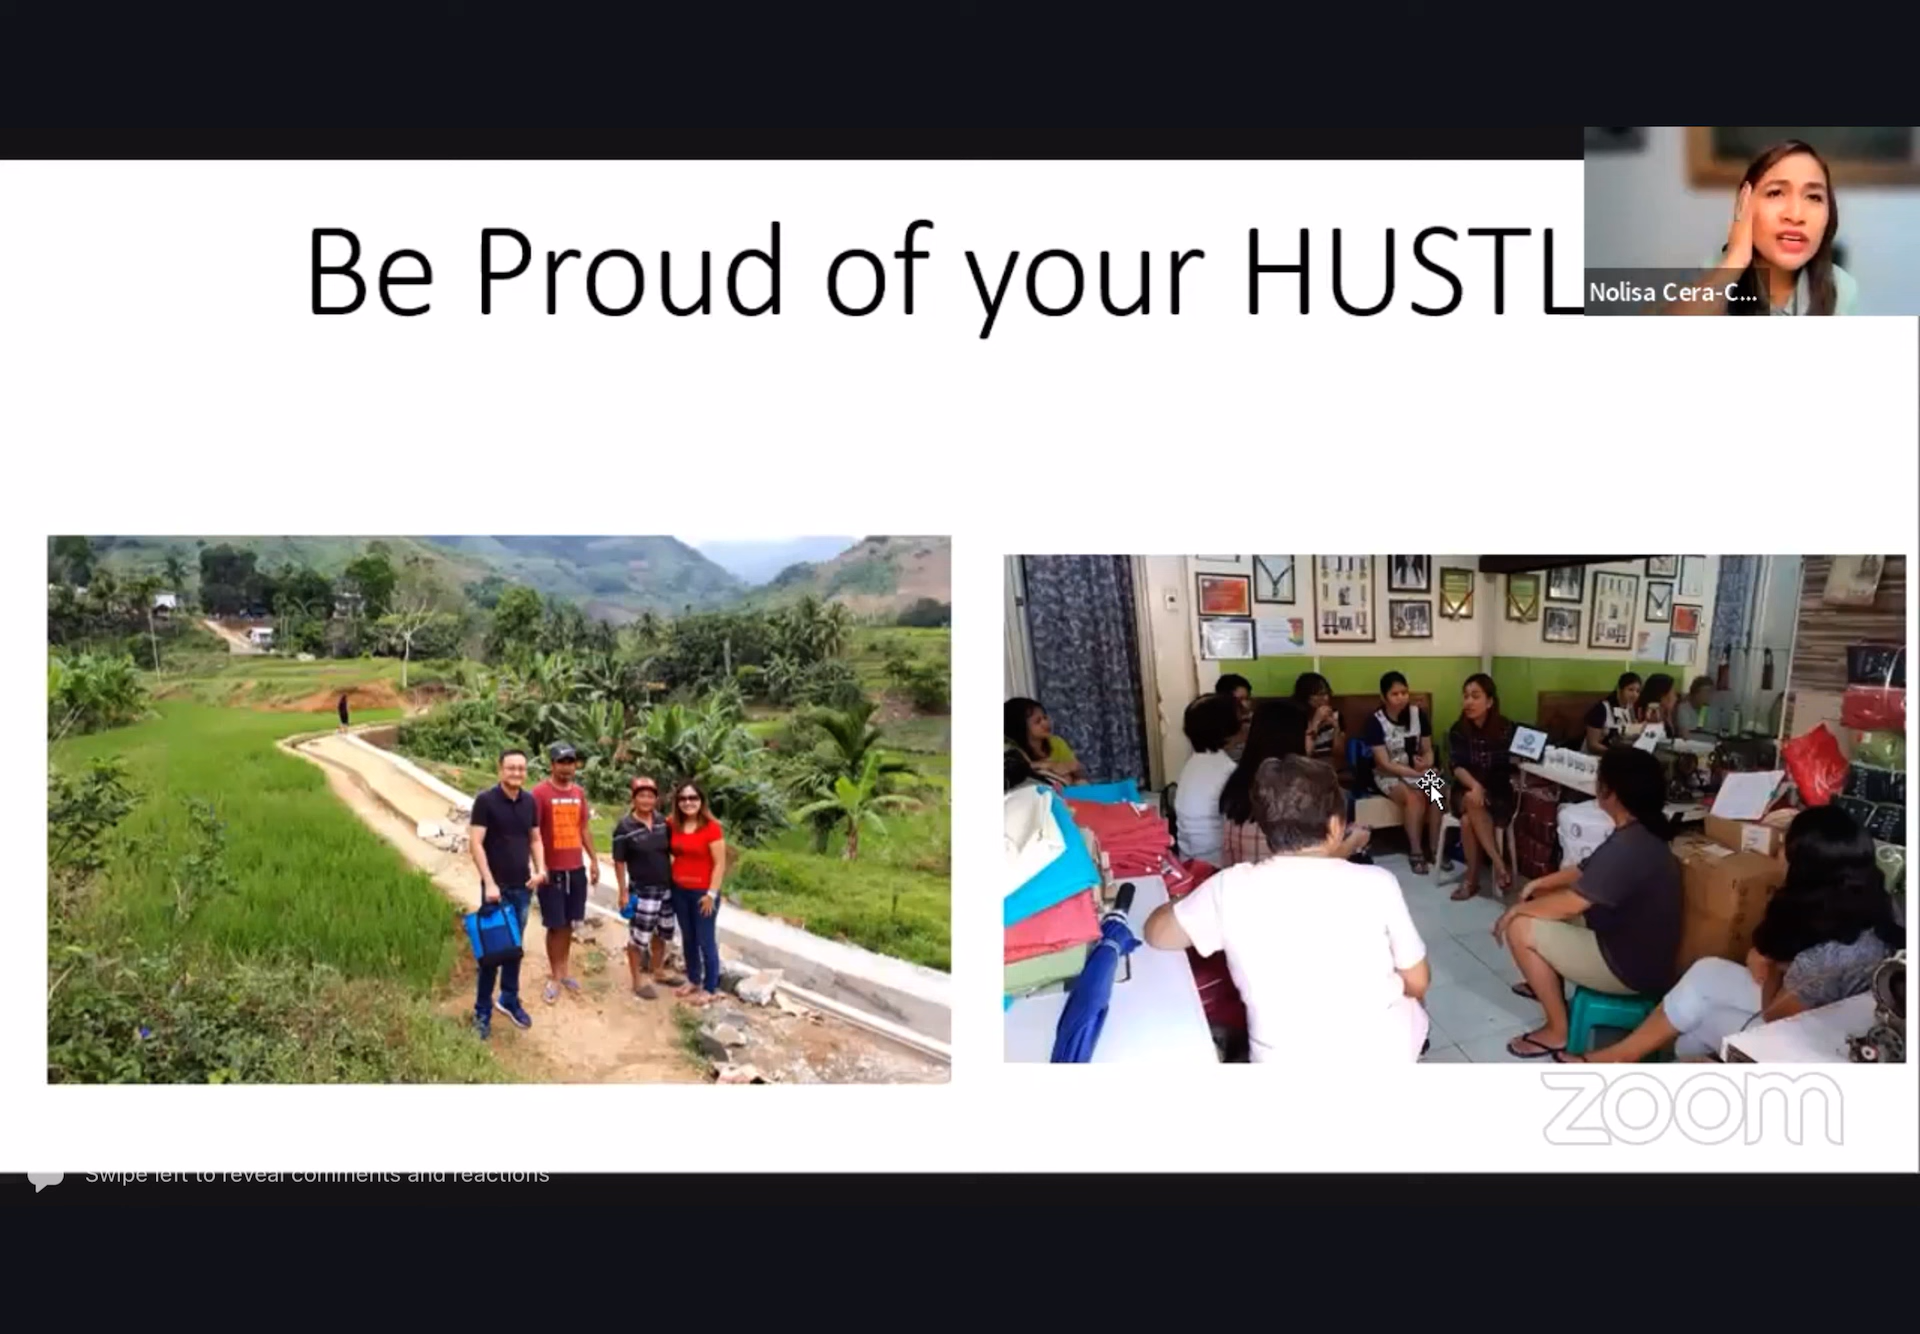 Be Proud of your HUSTL
Nolisa Cera-C...
zoom
Swipe left to reveal comments and reactions